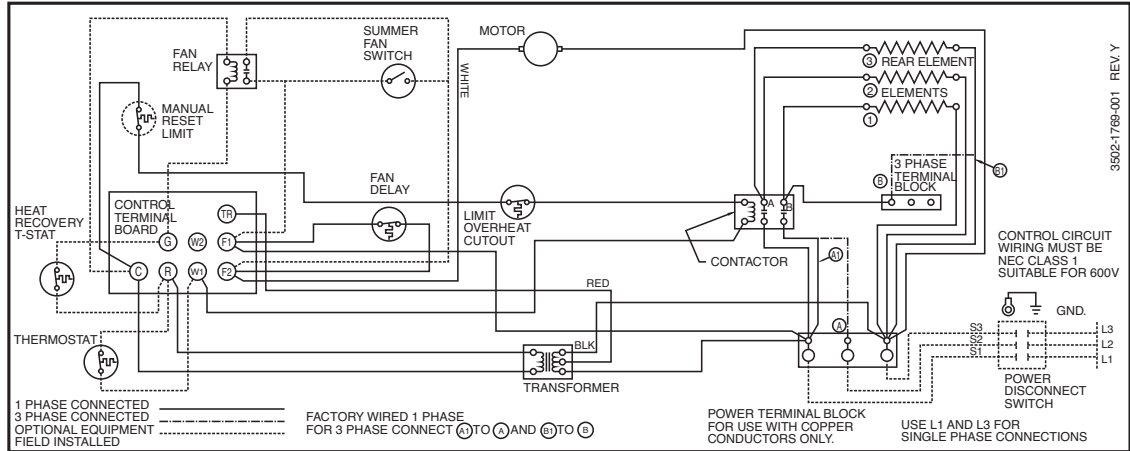 FAN
RELAY
SUMMER
FAN
SWITCH
MOTOR
WHITE
3 REAR ELEMENT
2 ELEMENTS
1
3502-1769-001 REV. Y
MANUAL
RESET
LIMIT
B
3 PHASE
TERMINAL
BLOCK
B1
FAN
DELAY
HEAT
RECOVERY
T-STAT
CONTROL
TERMINAL
BOARD
TR
G
W2
F1
C
R
W1
F2
LIMIT
OVERHEAT
CUTOUT
A
B
CONTACTOR
A1
CONTROL CIRCUIT
WIRING MUST BE
NEC CLASS 1
SUITABLE FOR 600V
RED
GND.
THERMOSTAT
BLK
A
S3
S2
S1
L3
L2
L1
TRANSFORMER
POWER
DISCONNECT
SWITCH
1 PHASE CONNECTED
3 PHASE CONNECTED
OPTIONAL EQUIPMENT
FIELD INSTALLED
FACTORY WIRED 1 PHASE
FOR 3 PHASE CONNECT A1 TO A AND B1 TO B
POWER TERMINAL BLOCK
FOR USE WITH COPPER
CONDUCTORS ONLY.
USE L1 AND L3 FOR
SINGLE PHASE CONNECTIONS